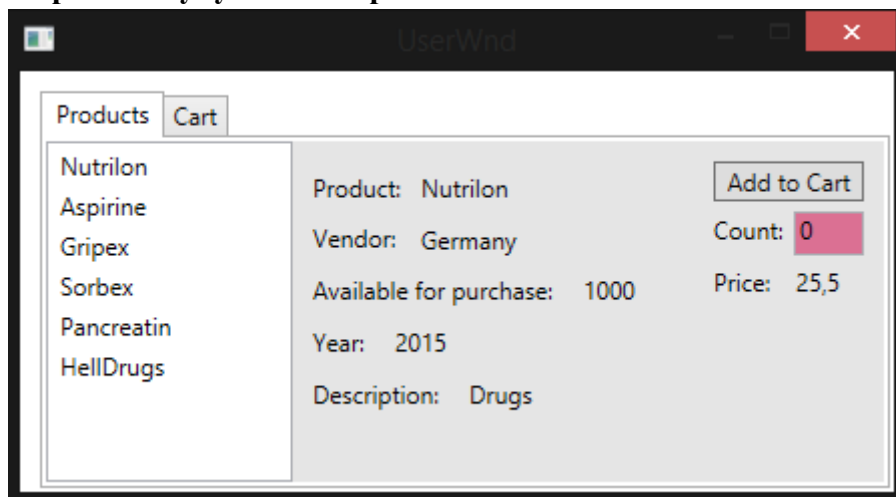 UserWnd
Products Cart
Nutrilon
Aspirine
Gripex
Sorbex
Pancreatin
HellDrugs
Product: Nutrilon
Vendor: Germany
Available for purchase: 1000
Year: 2015
Description: Drugs
Add to Cart
Count: 0
Price: 25,5